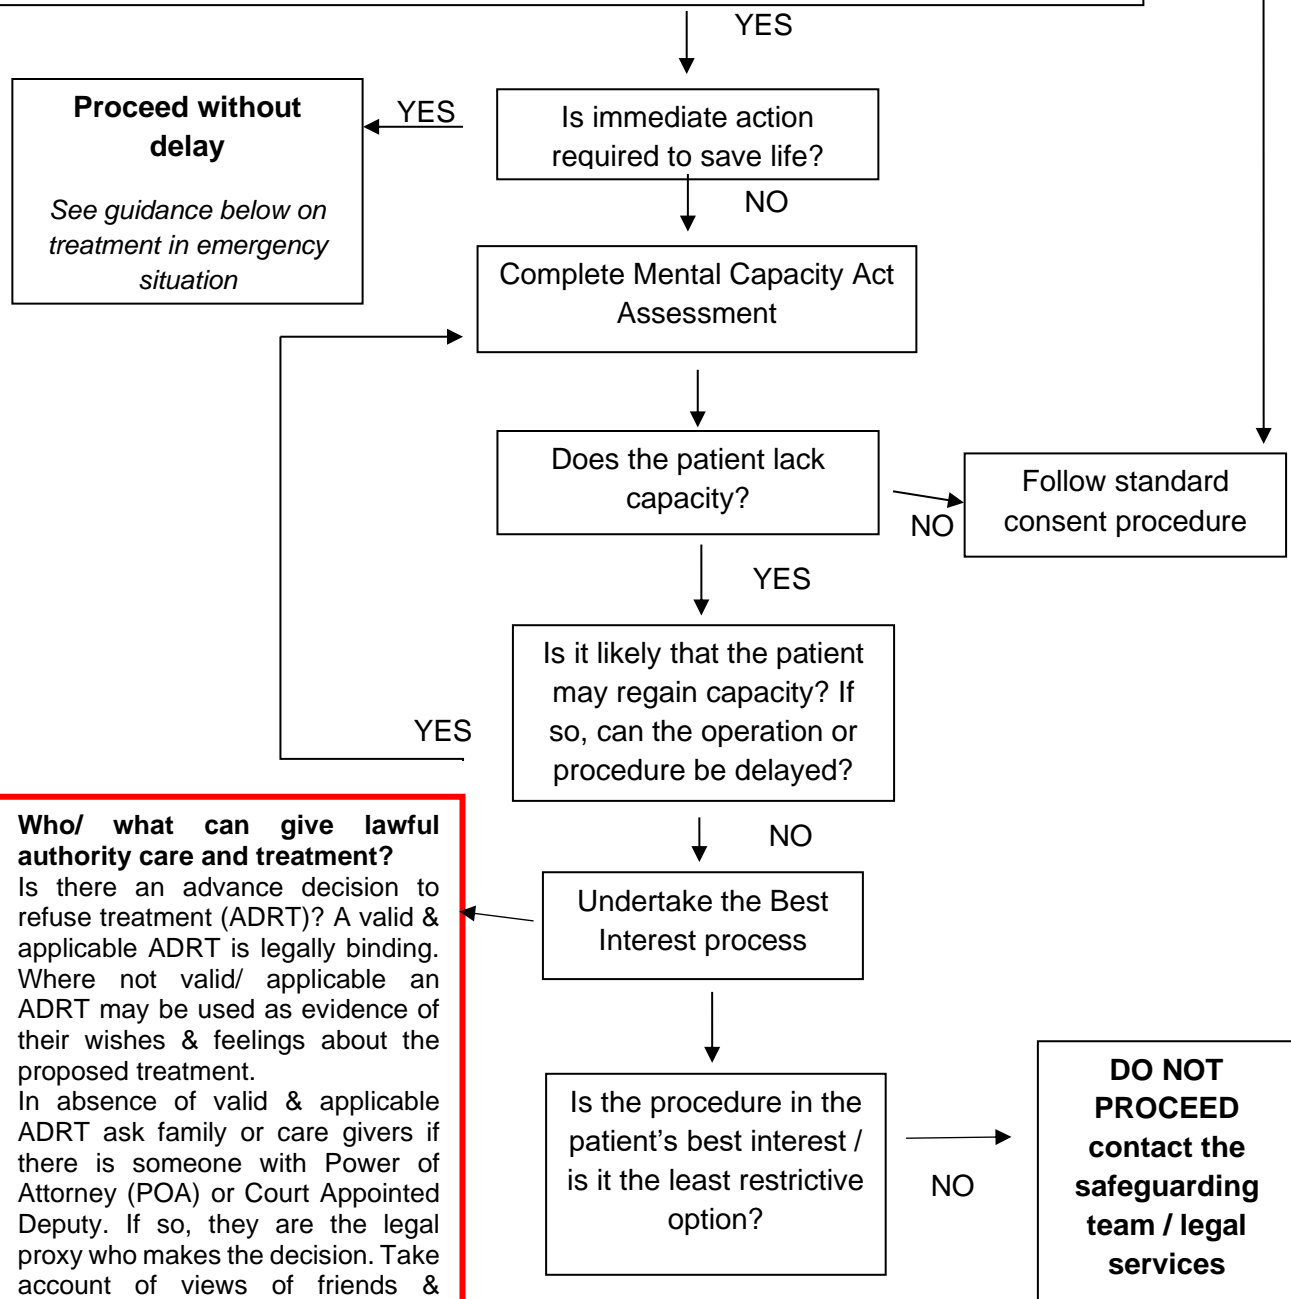 YES
Proceed without
delay
See guidance below on
treatment in emergency
situation
YES
Is immediate action
required to save life?
NO
Complete Mental Capacity Act
Assessment
Does the patient lack
capacity?
NO
Follow standard
consent procedure
YES
Is it likely that the patient
may regain capacity? If
so, can the operation or
procedure be delayed?
YES
NO
Who/ what can give lawful
authority care and treatment?
Is there an advance decision to
refuse treatment (ADRT)? A valid &
applicable ADRT is legally binding.
Where not valid/ applicable an
ADRT may be used as evidence of
their wishes & feelings about the
proposed treatment.
In absence of valid & applicable
ADRT ask family or care givers if
there is someone with Power of
Attorney (POA) or Court Appointed
Deputy. If so, they are the legal
proxy who makes the decision. Take
account of views of friends &
Undertake the Best
Interest process
Is the procedure in the
patient’s best interest /
is it the least restrictive
option?
NO
DO NOT
PROCEED
contact the
safeguarding
team / legal
services